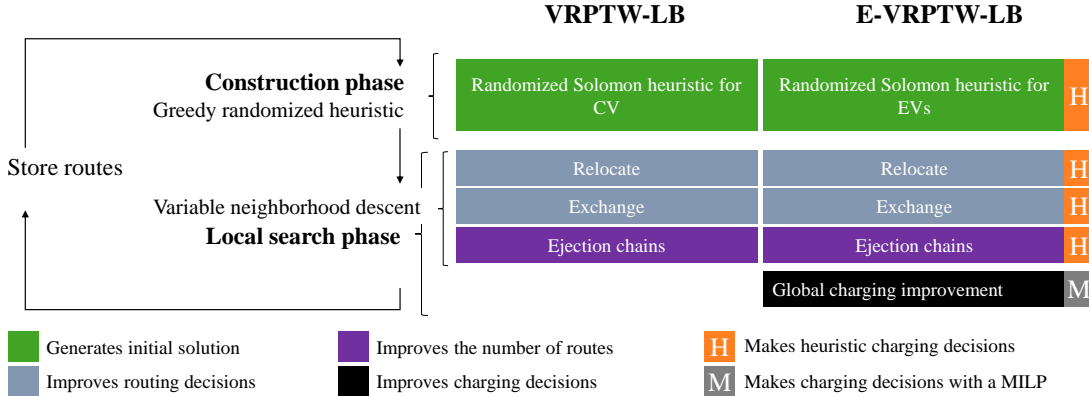 VRPTW-LB
E-VRPTW-LB
Construction phase
Greedy randomized heuristic
Randomized Solomon heuristic for
CV
Randomized Solomon heuristic for
EVs
H
Store routes
Variable neighborhood descent
Local search phase
Relocate
Relocate
H
Exchange
Exchange
H
Ejection chains
Ejection chains
H
Global charging improvement
M
Generates initial solution
Improves the number of routes
H
Makes heuristic charging decisions
Improves routing decisions
Improves charging decisions
M
Makes charging decisions with a MILP